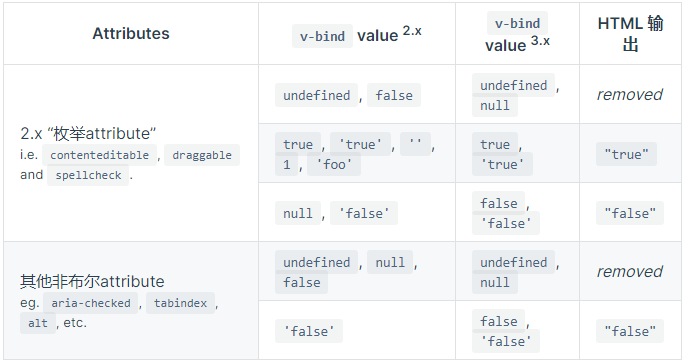 Attributes
v-bind value 2.x
v-bind
value 3.x
HTML 输
出
2.x “枚举attribute”
i.e. contenteditable , draggable
and spellcheck .
undefined , false
undefined ,
null
removed
true , 'true' , '' ,
1 , 'foo'
true ,
'true'
"true"
null , 'false'
false ,
'false'
"false"
其他非布尔attribute
eg. aria-checked , tabindex ,
alt , etc.
undefined , null ,
false
undefined ,
null
removed
'false'
false ,
'false'
"false"